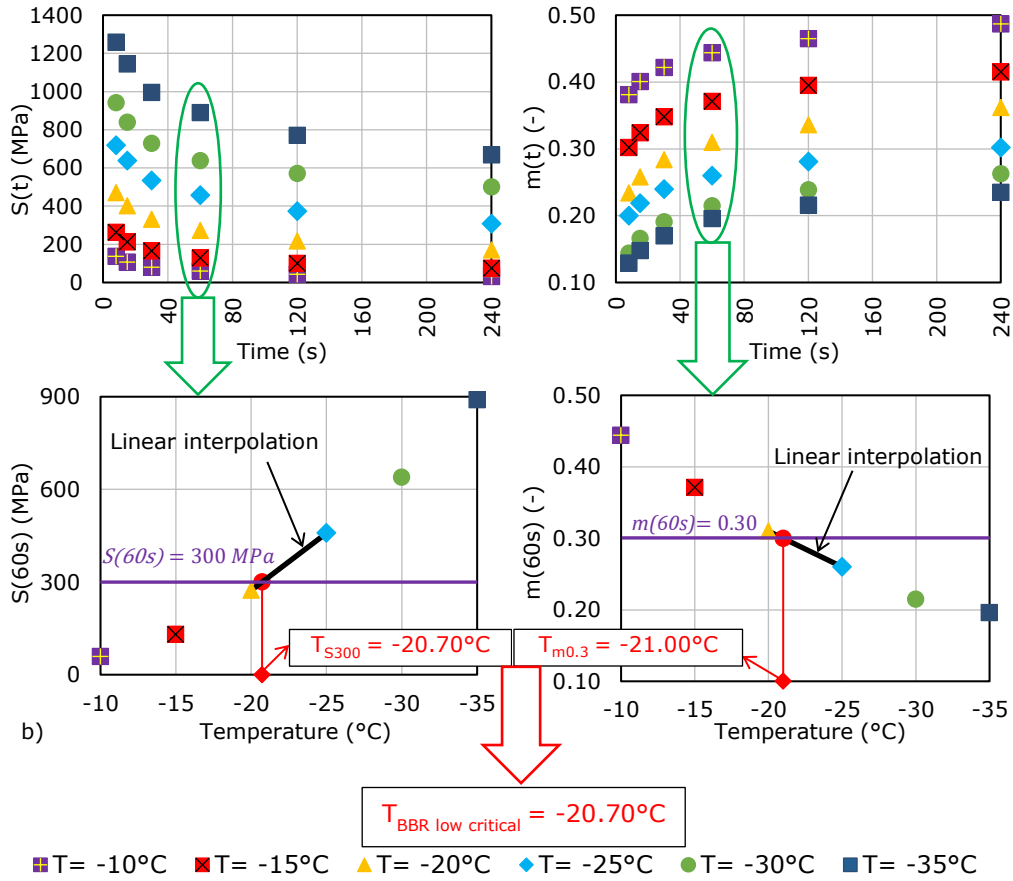 S(t) (MPa)
1400
1200
1000
800
600
400
200
0
0
40
80
120
160
200
240
Time (s)
m(t) (-)
0.50
0.40
0.30
0.20
0.10
0
40
80
120
160
200
240
Time (s)
S(60s) (MPa)
900
600
300
0
Linear interpolation
S(60s) = 300 MPa
T_S300 = -20.70°C
-10
-15
-20
-25
-30
-35
Temperature (°C)
b)
m(60s) (-)
0.50
0.40
0.30
0.20
0.10
Linear interpolation
m(60s)= 0.30
T_m0.3 = -21.00°C
-10
-15
-20
-25
-30
-35
Temperature (°C)
T_BBR low critical = -20.70°C
T= -10°C T= -15°C T= -20°C T= -25°C T= -30°C T= -35°C